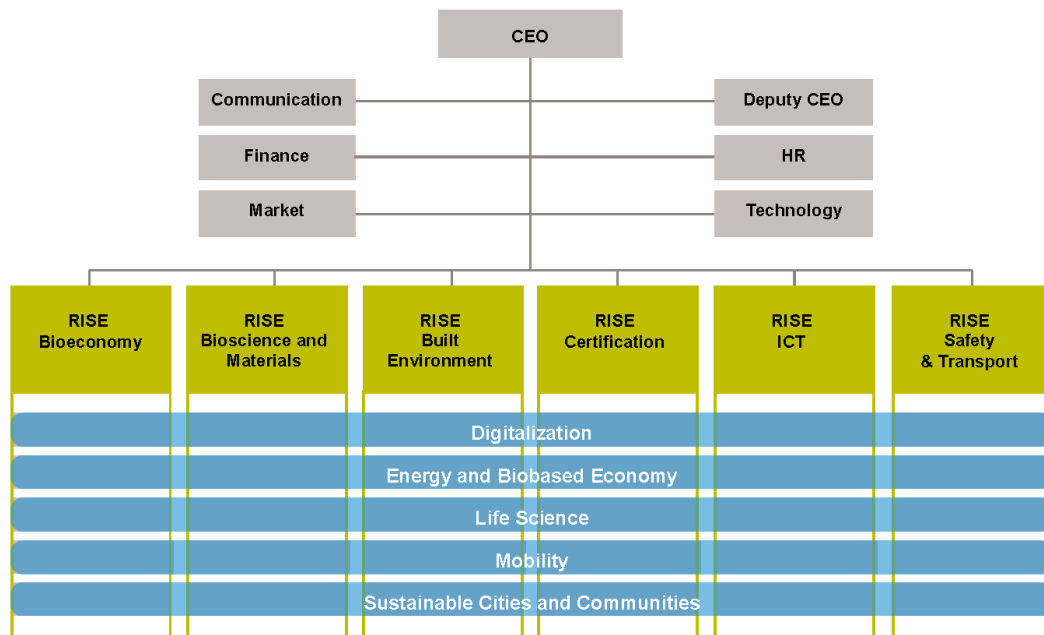 CEO
Communication
Deputy CEO
Finance
HR
Market
Technology
RISE
Bioeconomy
RISE
Bioscience and
Materials
RISE
Built
Environment
RISE
Certification
RISE
ICT
RISE
Safety
& Transport
Digitalization
Energy and Biobased Economy
Life Science
Mobility
Sustainable Cities and Communities